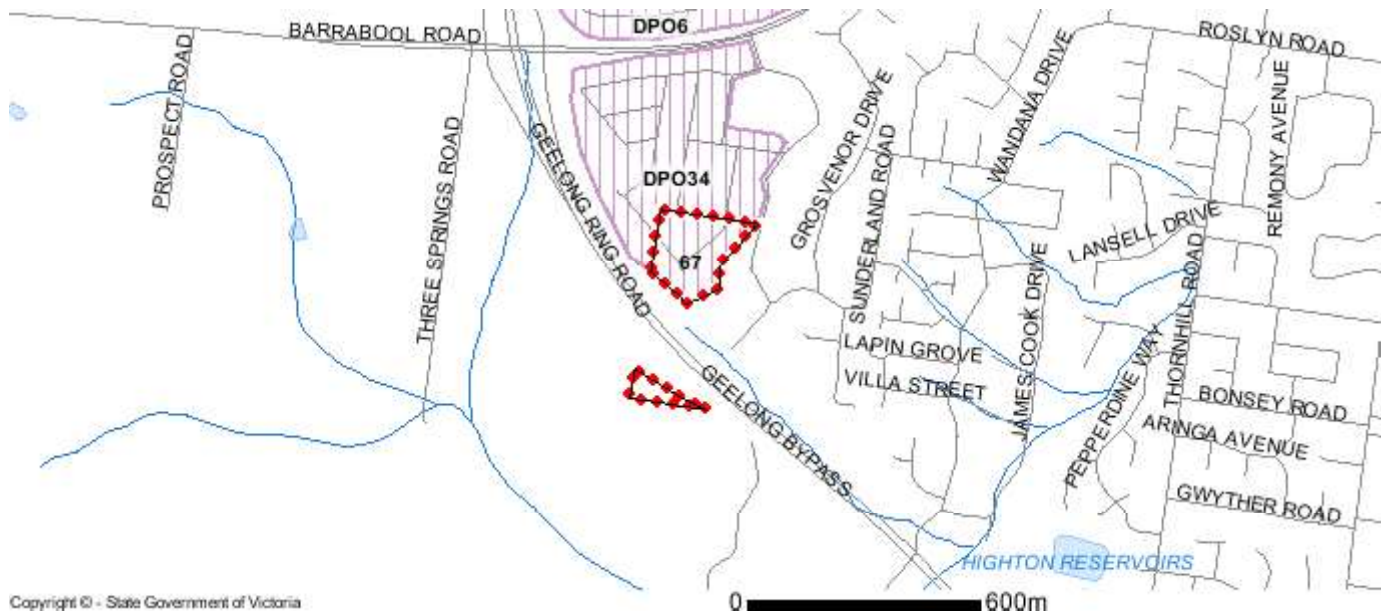 DPO6
BARRABOOL ROAD
ROSLYN ROAD
PROSPECT ROAD
THREE SPRINGS ROAD
GEELONG RING ROAD
DPO34
67
GROSVENOR DRIVE
SUNDERLAND ROAD
WANDANA DRIVE
REMONY AVENUE
LANSELL DRIVE
JAMES COOK DRIVE
THORNHILL ROAD
PEPPERDINE WAY
LAPIN GROVE
VILLA STREET
GEELONG BYPASS
BONSEY ROAD
ARINGA AVENUE
GWYTHER ROAD
HIGHTON RESERVOIRS
Copyright © - State Government of Victoria
0 600m